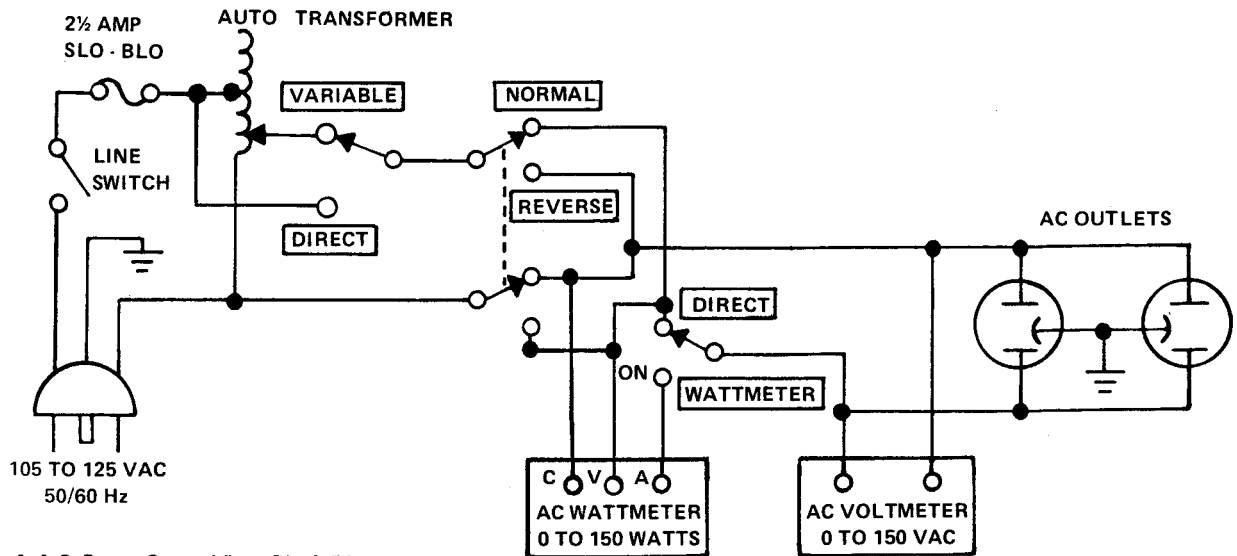 2½ AMP
SLO - BLO
AUTO TRANSFORMER
VARIABLE
NORMAL
LINE
SWITCH
REVERSE
DIRECT
AC OUTLETS
DIRECT
ON
WATTMETER
105 TO 125 VAC
50/60 Hz
C V A
AC WATTMETER
0 TO 150 WATTS
AC VOLTMETER
0 TO 150 VAC